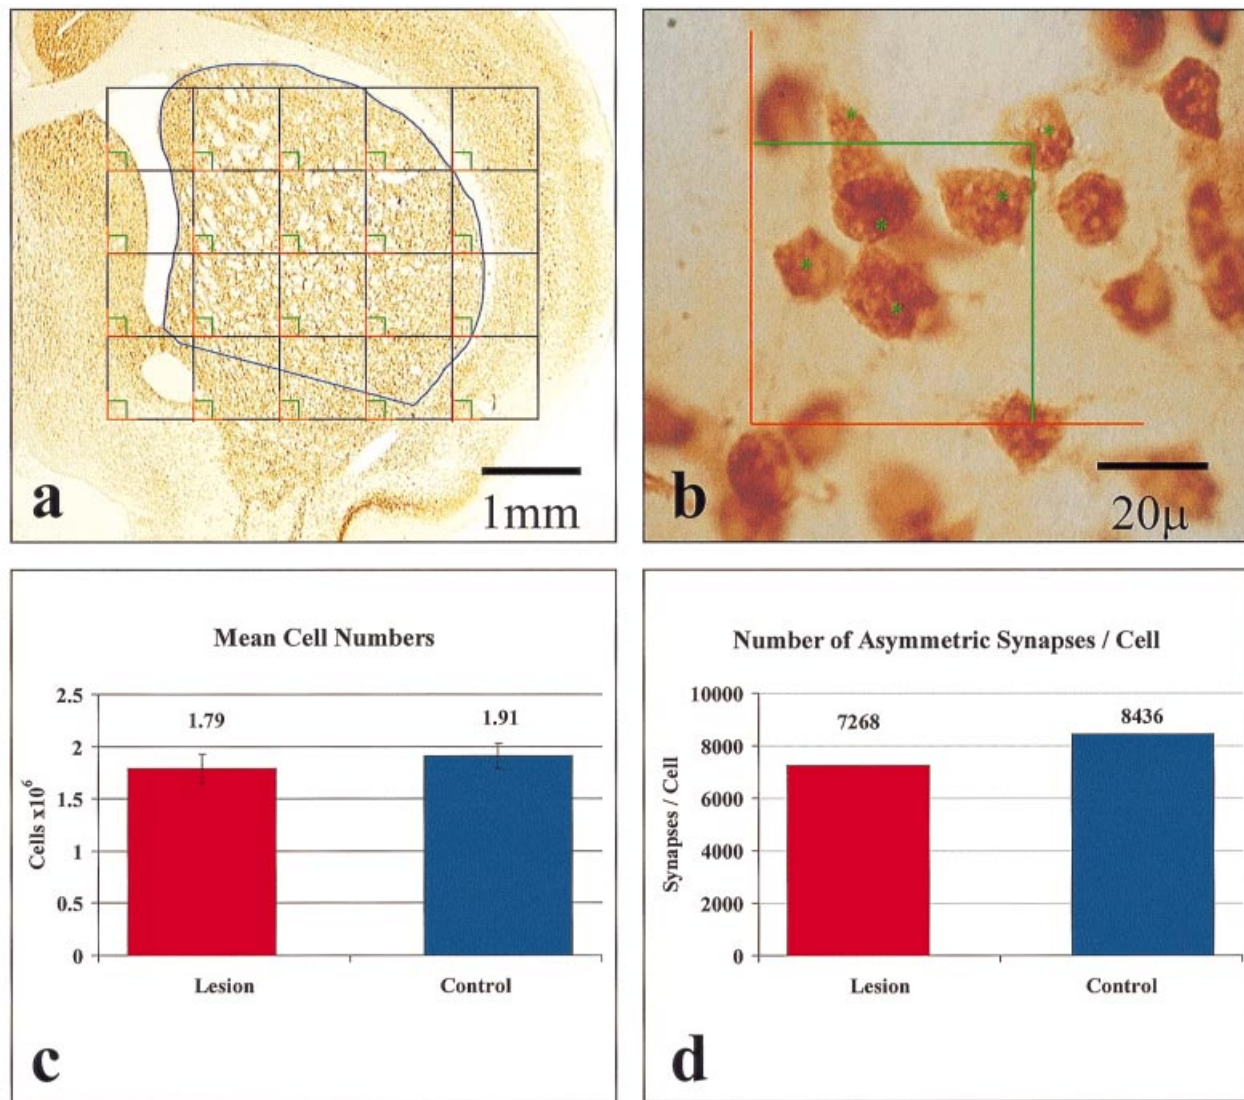 a
1mm
b
20µ
Mean Cell Numbers
2.5
2
1.5
1
0.5
0
Cells x10⁶
1.79
1.91
Lesion
Control
c
Number of Asymmetric Synapses / Cell
10000
8000
6000
4000
2000
0
Synapses / Cell
7268
8436
Lesion
Control
d